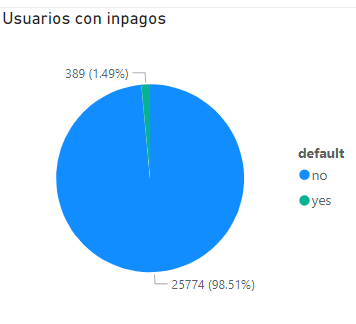 Usuarios con inpagos
389 (1.49%)
default
no
yes
25774 (98.51%)